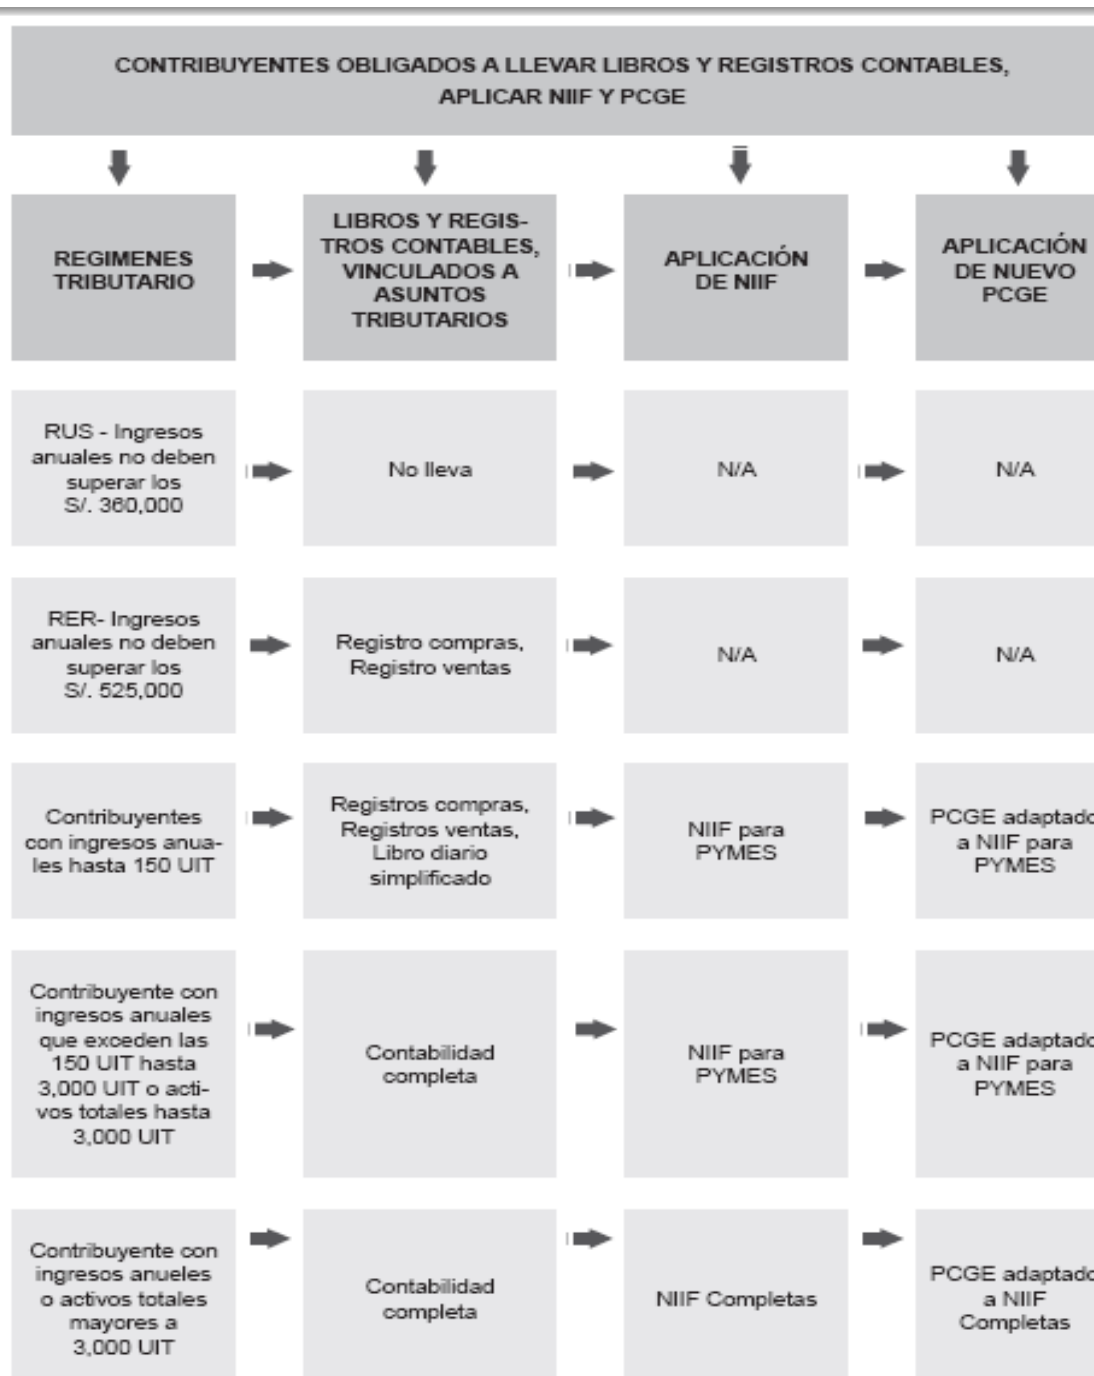 CONTRIBUYENTES OBLIGADOS A LLEVAR LIBROS Y REGISTROS CONTABLES,
APLICAR NIIF Y PCGE
REGIMENES
TRIBUTARIO
LIBROS Y REGIS-
TROS CONTABLES,
VINCULADOS A
ASUNTOS
TRIBUTARIOS
APLICACIÓN
DE NIIF
APLICACIÓN
DE NUEVO
PCGE
RUS - Ingresos
anuales no deben
superar los
S/. 360,000
No lleva
N/A
N/A
RER- Ingresos
anuales no deben
superar los
S/. 525,000
Registro compras,
Registro ventas
N/A
N/A
Contribuyentes
con ingresos anua-
les hasta 150 UIT
Registros compras,
Registros ventas,
Libro diario
simplificado
NIIF para
PYMES
PCGE adaptado
a NIIF para
PYMES
Contribuyente con
ingresos anuales
que exceden las
150 UIT hasta
3,000 UIT o acti-
vos totales hasta
3,000 UIT
Contabilidad
completa
NIIF para
PYMES
PCGE adaptado
a NIIF para
PYMES
Contribuyente con
ingresos anueles
o activos totales
mayores a
3,000 UIT
Contabilidad
completa
NIIF Completas
PCGE adaptado
a NIIF
Completas